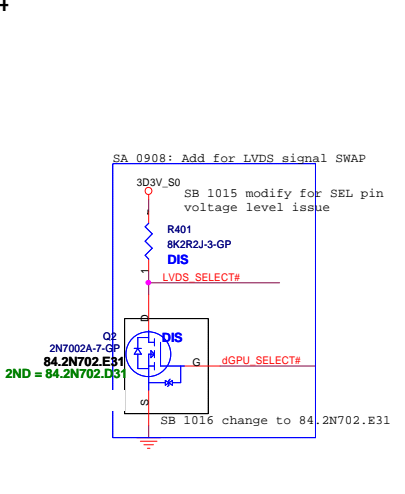 SA 0908: Add for LVDS signal SWAP
3D3V_S0
SB 1015 modify for SEL pin
voltage level issue
R401
8K2R2J-3-GP
DIS
1
LVDS_SELECT#
D
Q2
DIS
2N7002A-7-GP
84.2N702.E31
2ND = 84.2N702.D31
G
dGPU_SELECT#
S
SB 1016 change to 84.2N702.E31